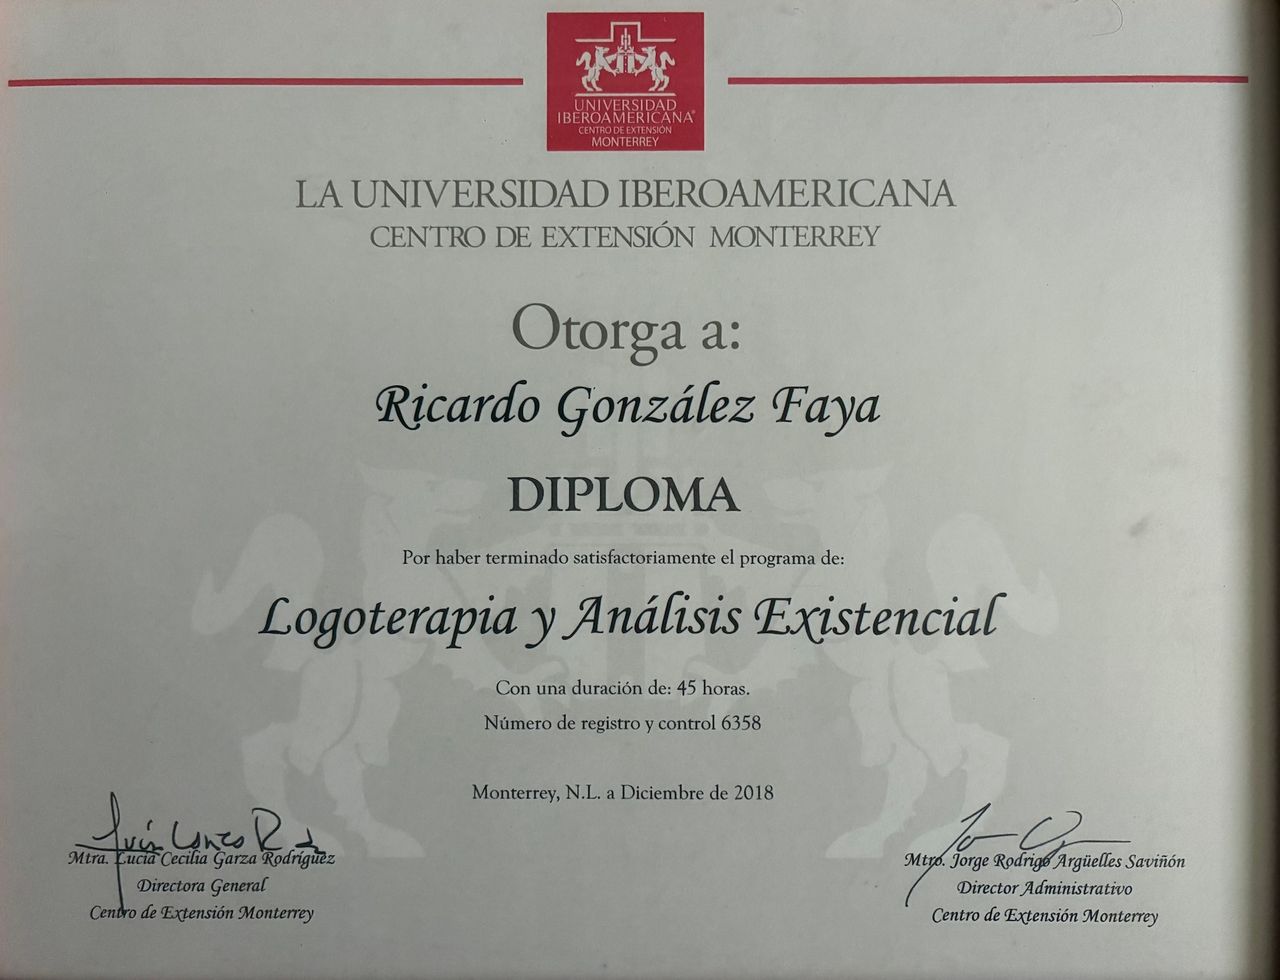 UNIVERSIDAD
IBEROAMERICANA®
CENTRO DE EXTENSIÓN
MONTERREY
LA UNIVERSIDAD IBEROAMERICANA
CENTRO DE EXTENSIÓN MONTERREY
Otorga a:
Ricardo González Faya
DIPLOMA
Por haber terminado satisfactoriamente el programa de:
Logoterapia y Análisis Existencial
Con una duración de: 45 horas.
Número de registro y control 6358
Monterrey, N.L. a Diciembre de 2018
Mtra. Lucía Cecilia Garza Rodríguez
Directora General
Centro de Extensión Monterrey
Mtro. Jorge Rodrigo Argüelles Saviñón
Director Administrativo
Centro de Extensión Monterrey